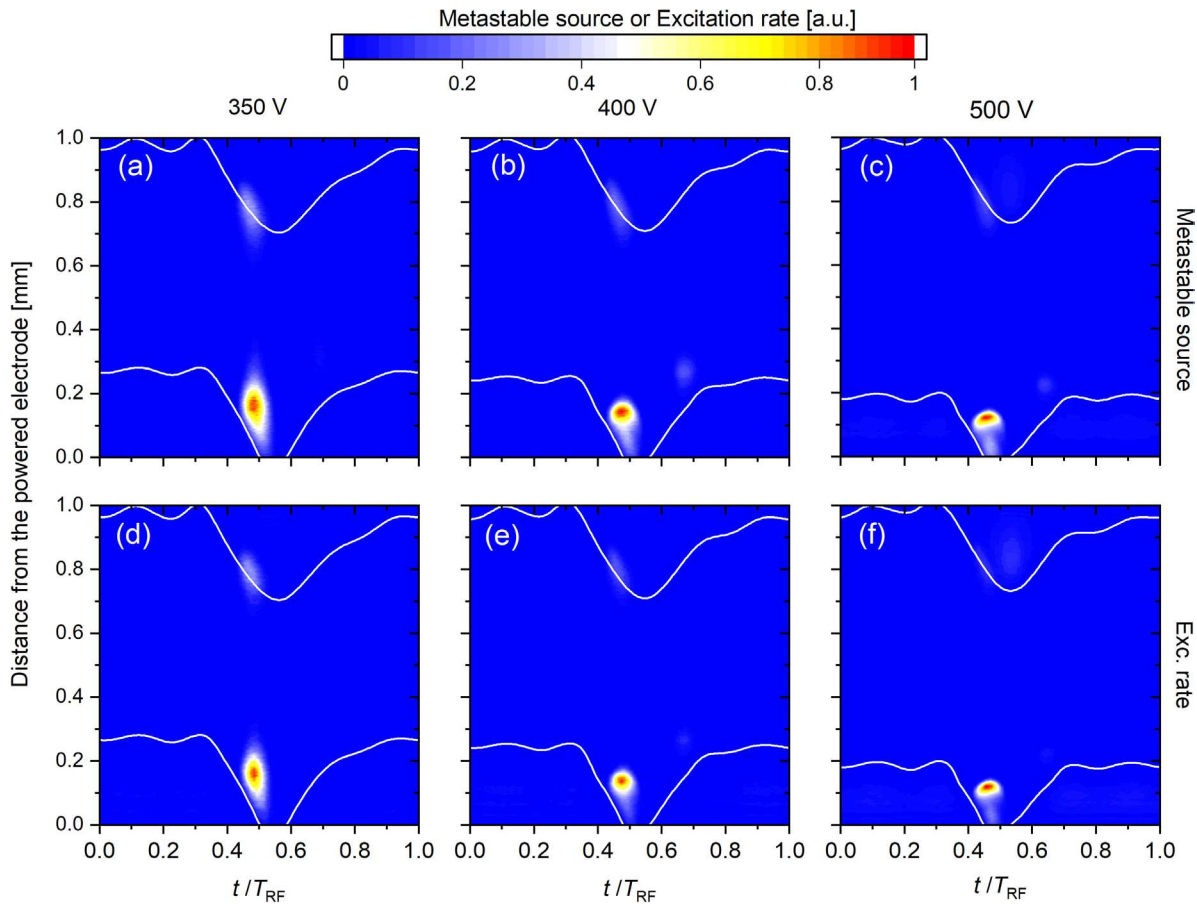 Metastable source or Excitation rate [a.u.]
0 0.2 0.4 0.6 0.8 1
350 V 400 V 500 V
Distance from the powered electrode [mm]
1.0
0.8
0.6
0.4
0.2
0.0
(a) (b) (c)
Metastable source
1.0
0.8
0.6
0.4
0.2
0.0
(d) (e) (f)
Exc. rate
0.0 0.2 0.4 0.6 0.8 1.0 0.0 0.2 0.4 0.6 0.8 1.0 0.0 0.2 0.4 0.6 0.8 1.0
t /T_RF t /T_RF t /T_RF